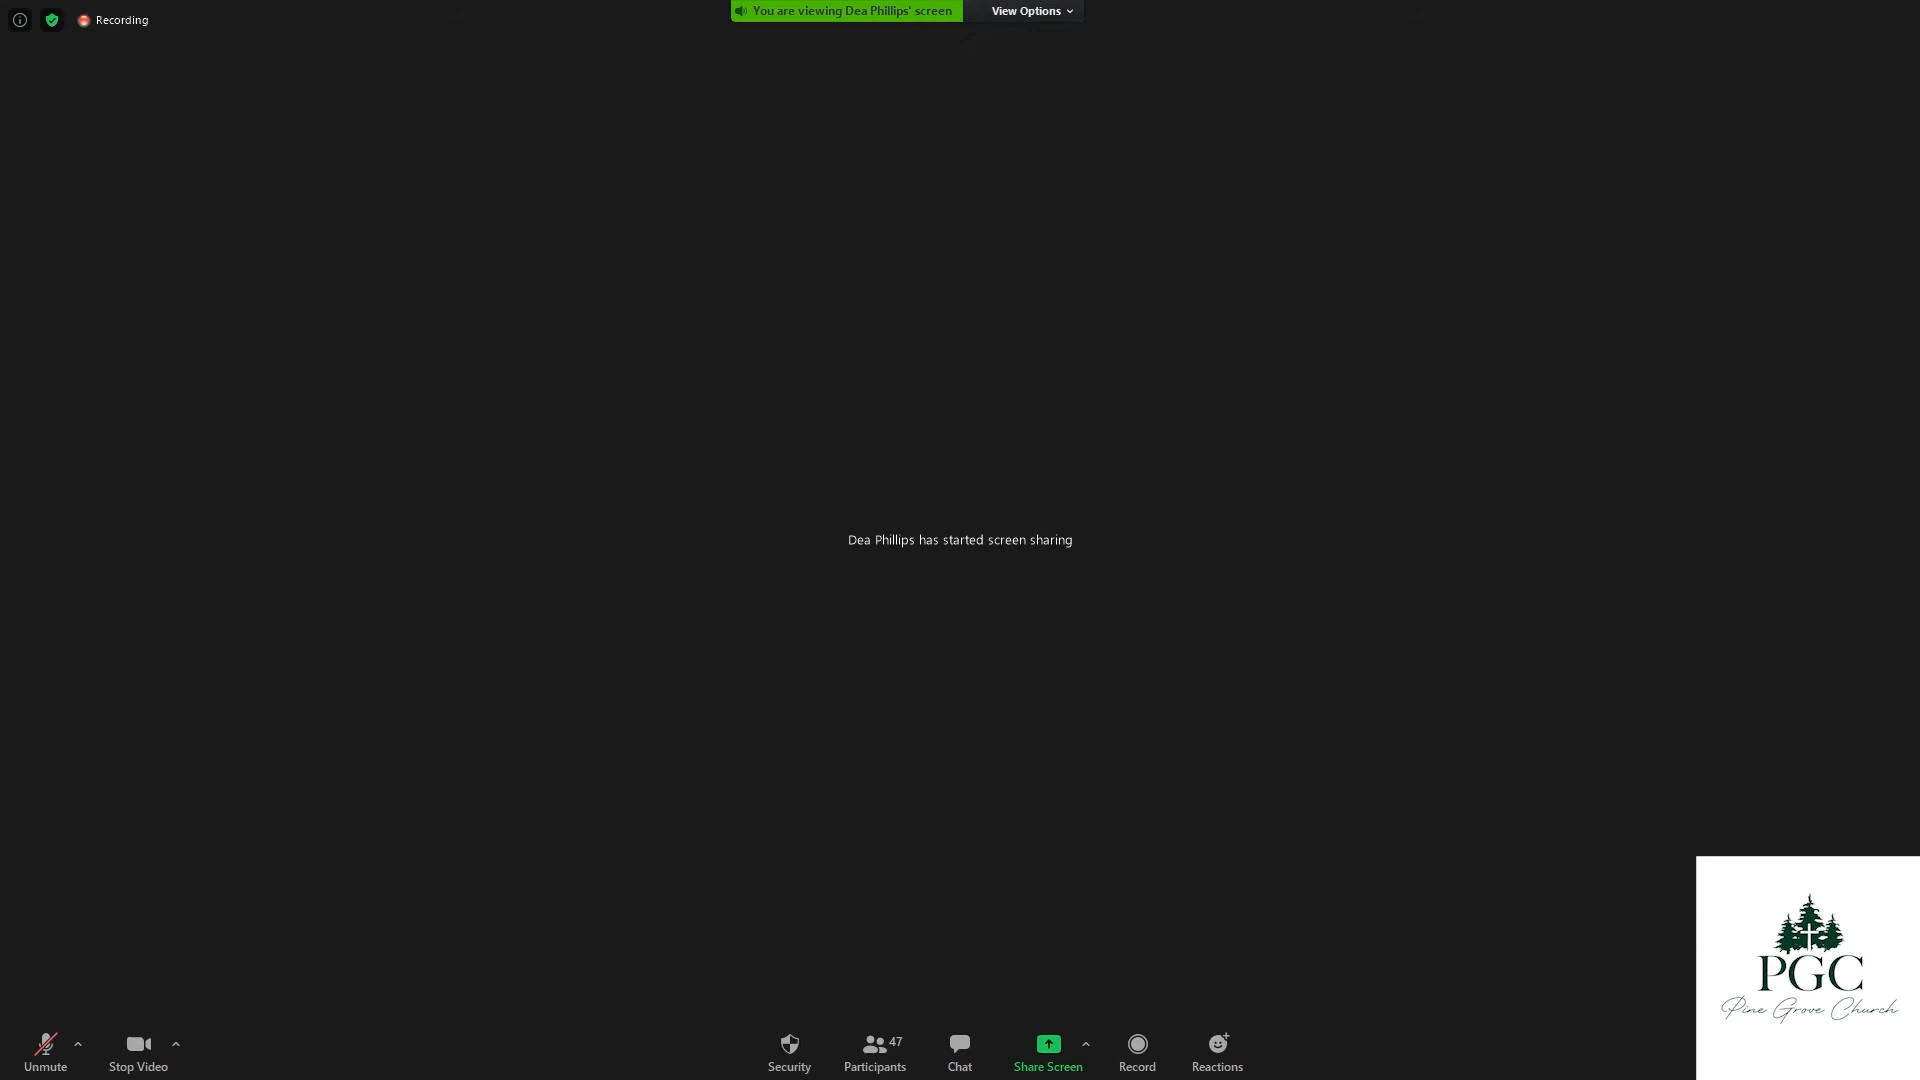 Recording
You are viewing Dea Phillips' screen
View Options
Dea Phillips has started screen sharing
PGC
Pine Grove Church
Unmute
Stop Video
Security
47
Participants
Chat
Share Screen
Record
Reactions